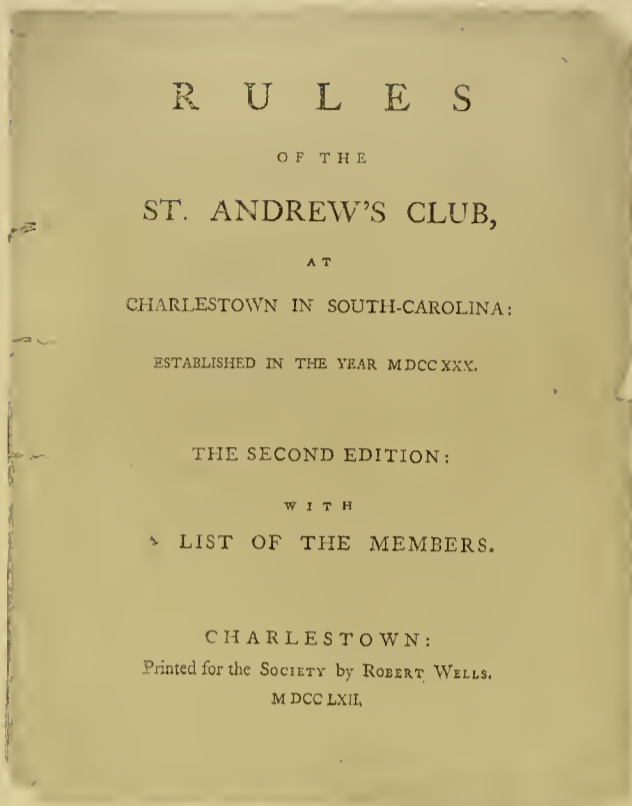 RULES
OF THE
ST. ANDREW'S CLUB,
AT
CHARLESTOWN IN SOUTH-CAROLINA:
ESTABLISHED IN THE YEAR MDCCXXX.
THE SECOND EDITION:
WITH
LIST OF THE MEMBERS.
CHARLESTOWN:
Printed for the SOCIETY by ROBERT WELLS.
M DCC LXII.